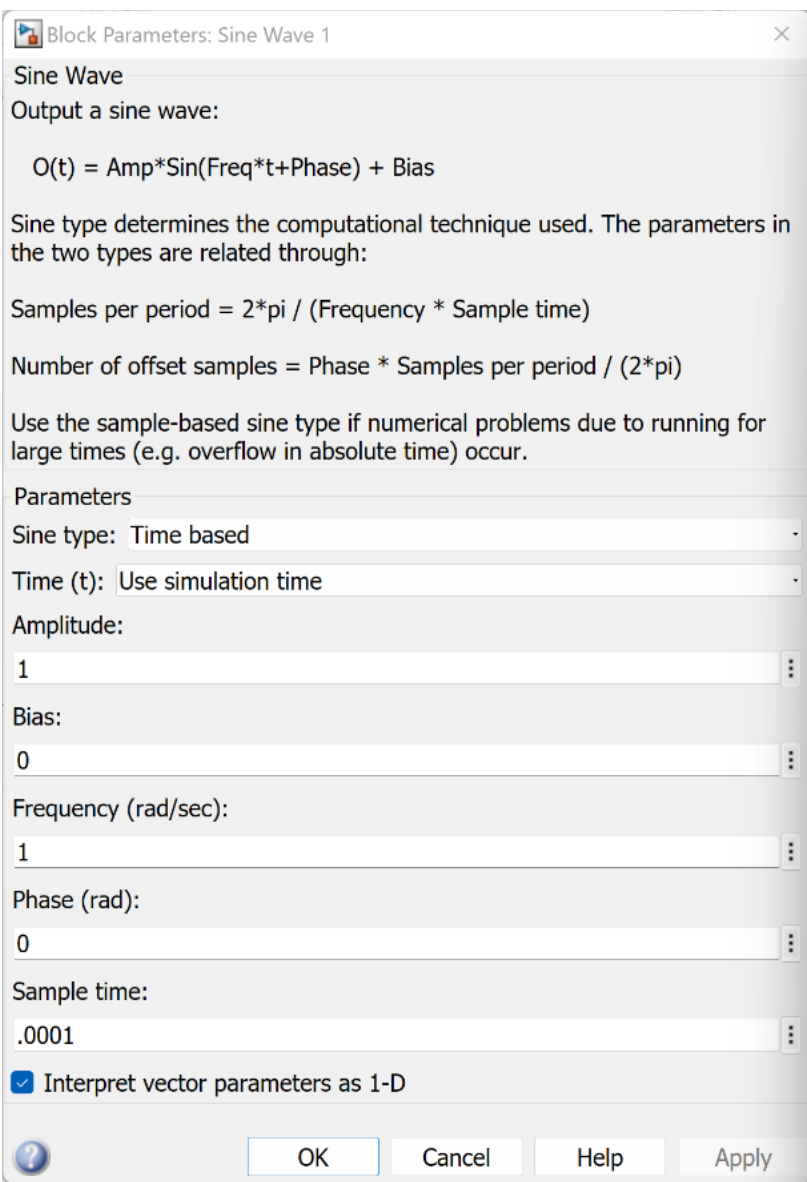 Block Parameters: Sine Wave 1
Sine Wave
Output a sine wave:
O(t) = Amp*Sin(Freq*t+Phase) + Bias
Sine type determines the computational technique used. The parameters in
the two types are related through:
Samples per period = 2*pi / (Frequency * Sample time)
Number of offset samples = Phase * Samples per period / (2*pi)
Use the sample-based sine type if numerical problems due to running for
large times (e.g. overflow in absolute time) occur.
Parameters
Sine type: Time based
Time (t): Use simulation time
Amplitude:
1
Bias:
0
Frequency (rad/sec):
1
Phase (rad):
0
Sample time:
.0001
Interpret vector parameters as 1-D
OK Cancel Help Apply